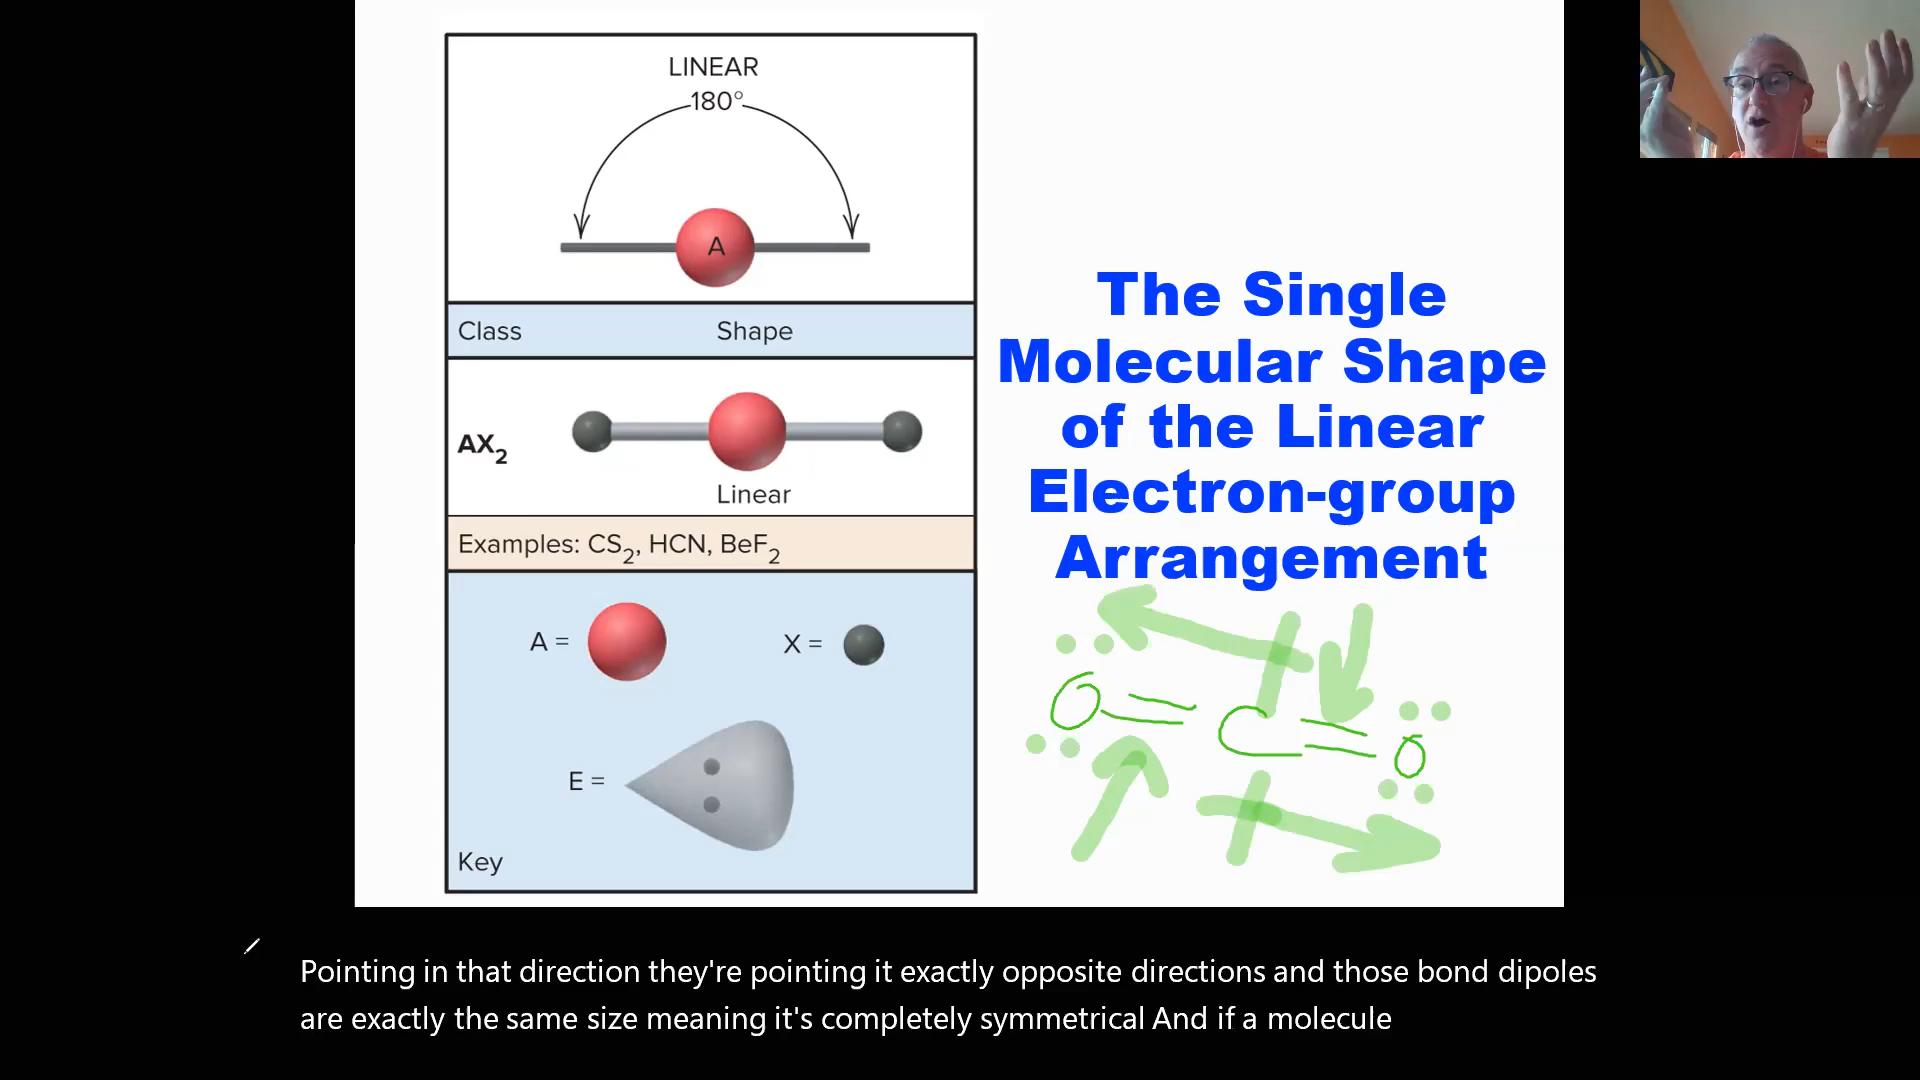 LINEAR
180°
A
Class Shape
AX2
Linear
Examples: CS2, HCN, BeF2
A = X =
E =
Key
The Single
Molecular Shape
of the Linear
Electron-group
Arrangement
O=C=O
Pointing in that direction they're pointing it exactly opposite directions and those bond dipoles
are exactly the same size meaning it's completely symmetrical And if a molecule